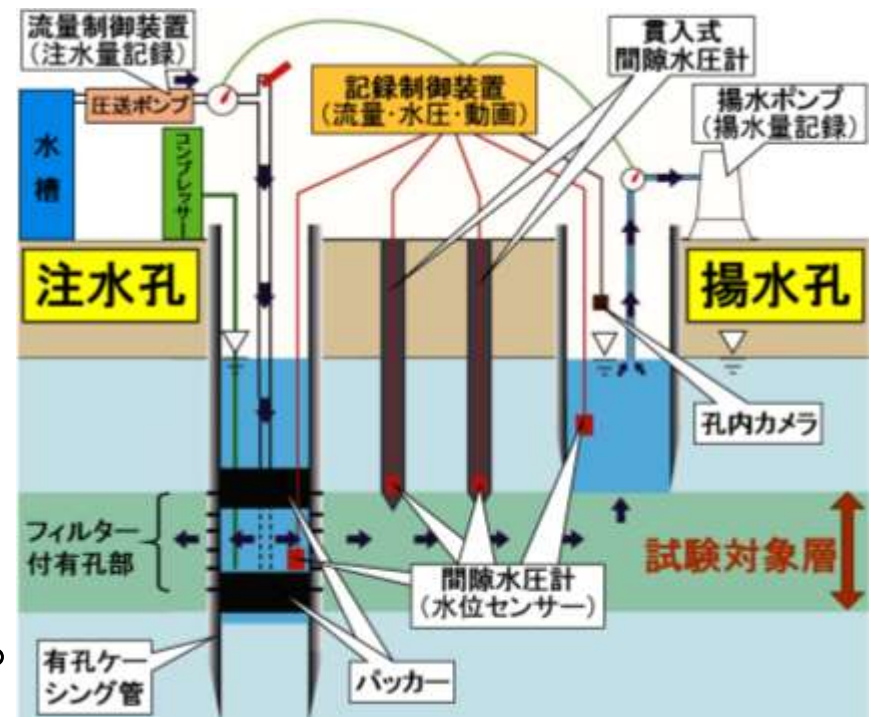 流量制御装置
(注水量記録)
圧送ポンプ
水槽
コンプレッサー
記録制御装置
(流量・水圧・動画)
貫入式
間隙水圧計
揚水ポンプ
(揚水量記録)
注水孔
揚水孔
孔内カメラ
フィルター
付有孔部
試験対象層
間隙水圧計
(水位センサー)
有孔ケー
シング管
パッカー
。